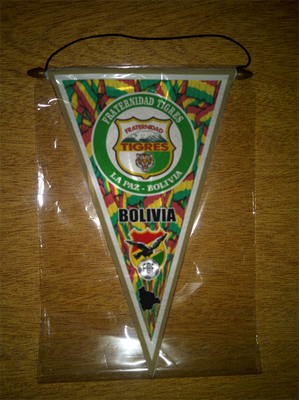 FRATERNIDAD TIGRES
FRATERNIDAD
TIGRES
LA PAZ - BOLIVIA
BOLIVIA